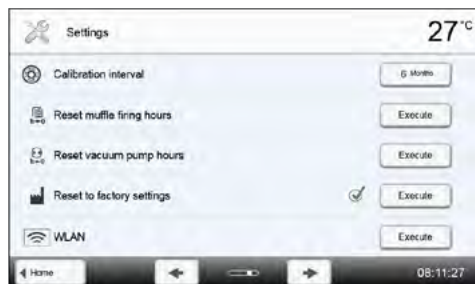 Settings
27 °C
Calibration interval
6 Months
Reset muffle firing hours
Execute
Reset vacuum pump hours
Execute
Reset to factory settings
Execute
WLAN
Execute
Home
08:11:27